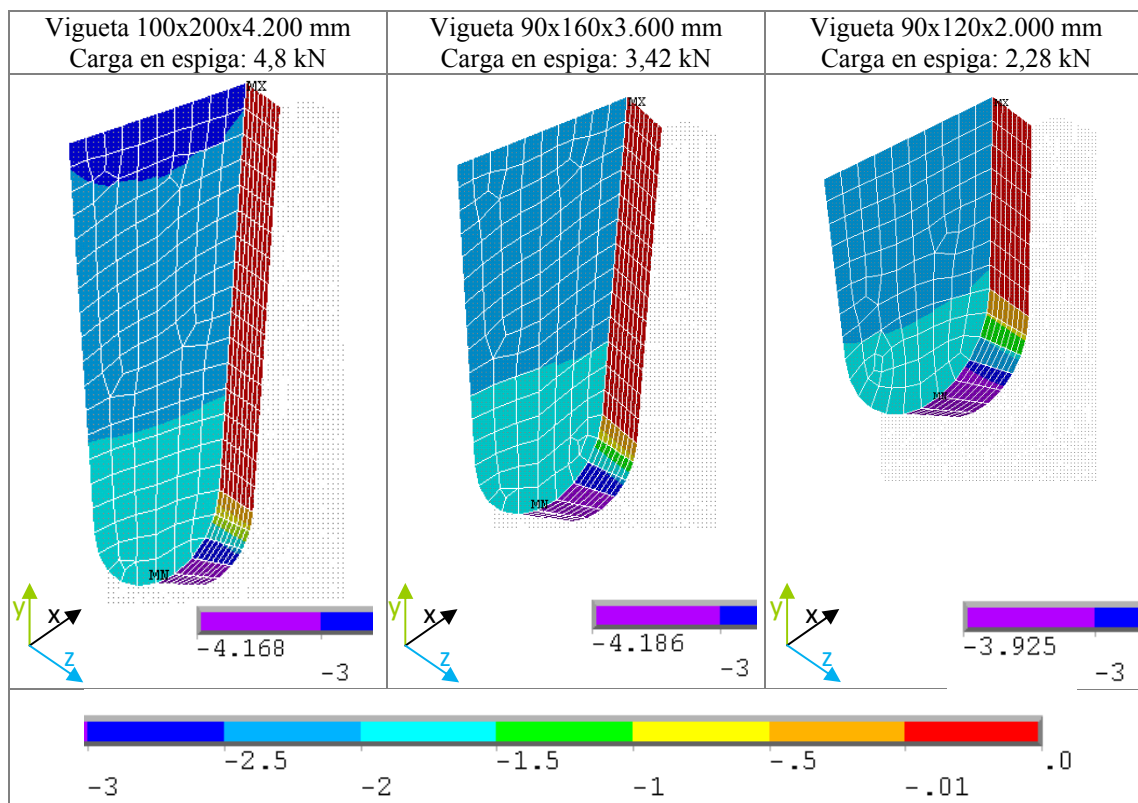 Vigueta 100x200x4.200 mm
Carga en espiga: 4,8 kN
Vigueta 90x160x3.600 mm
Carga en espiga: 3,42 kN
Vigueta 90x120x2.000 mm
Carga en espiga: 2,28 kN
MX
MN
y
x
z
-4.168
-3
MX
MN
y
x
z
-4.186
-3
MX
MN
y
x
z
-3.925
-3
-3
-2.5
-2
-1.5
-1
-.5
-.01
.0